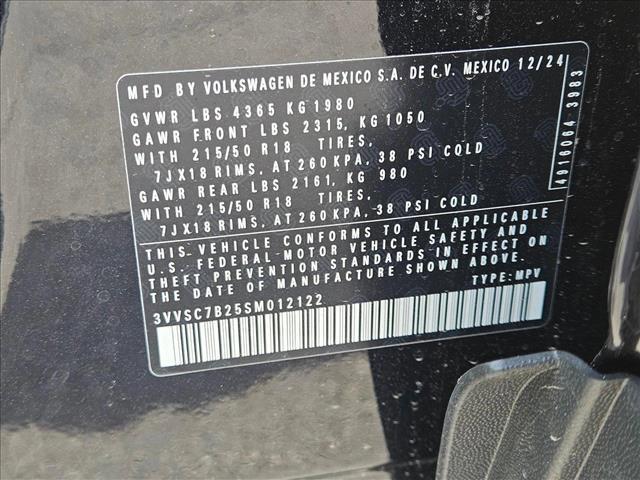 MFD BY VOLKSWAGEN DE MEXICO S.A. DE C.V. MEXICO 12/24
GVWR LBS 4365 KG 1980
GAWR FRONT LBS 2315, KG 1050
WITH 215/50 R18 TIRES,
7JX18 RIMS, AT 260 KPA, 38 PSI COLD
GAWR REAR LBS 2161, KG 980
WITH 215/50 R18 TIRES,
7JX18 RIMS, AT 260 KPA, 38 PSI COLD
THIS VEHICLE CONFORMS TO ALL APPLICABLE
U.S. FEDERAL MOTOR VEHICLE SAFETY AND
THEFT PREVENTION STANDARDS IN EFFECT ON
THE DATE OF MANUFACTURE SHOWN ABOVE.
3VVSC7B25SM012122 TYPE: MPV
4916064 3983